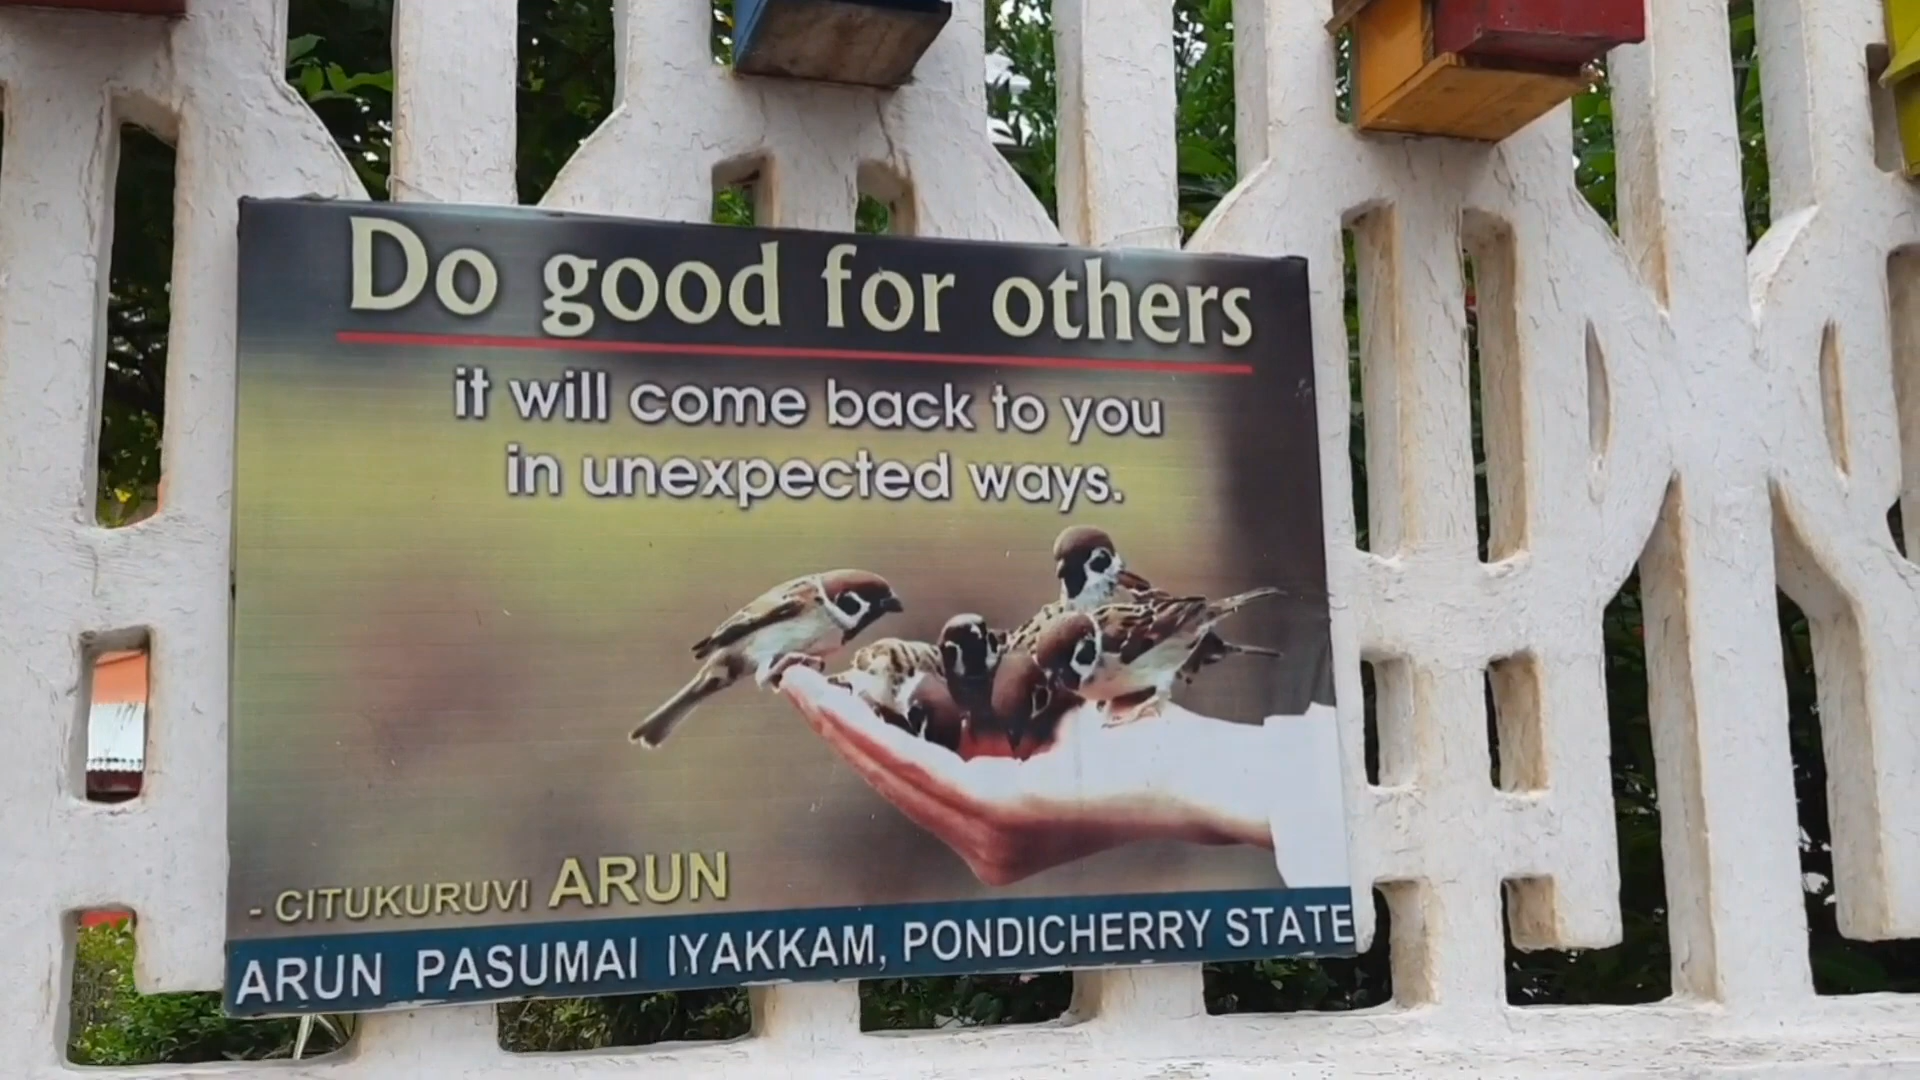 Do good for others
it will come back to you
in unexpected ways.
- CITUKURUVI ARUN
ARUN PASUMAI IYAKKAM, PONDICHERRY STATE